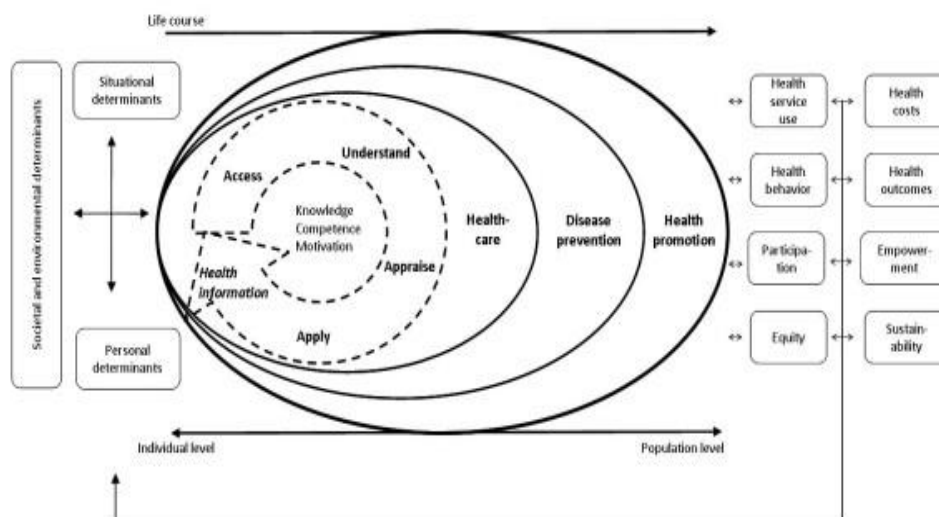 Life course
Societal and environmental determinants
Situational
determinants
Personal
determinants
Access
Understand
Knowledge
Competence
Motivation
Health
information
Appraise
Apply
Health-
care
Disease
prevention
Health
promotion
Individual level
Population level
Health
service
use
Health
costs
Health
behavior
Health
outcomes
Participa-
tion
Empower-
ment
Equity
Sustain-
ability